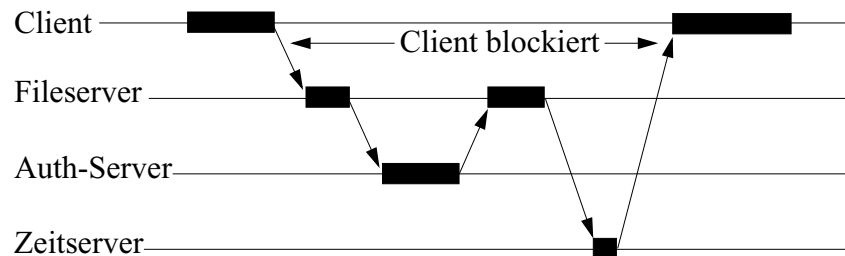 Client
Client blockiert
Fileserver
Auth-Server
Zeitserver